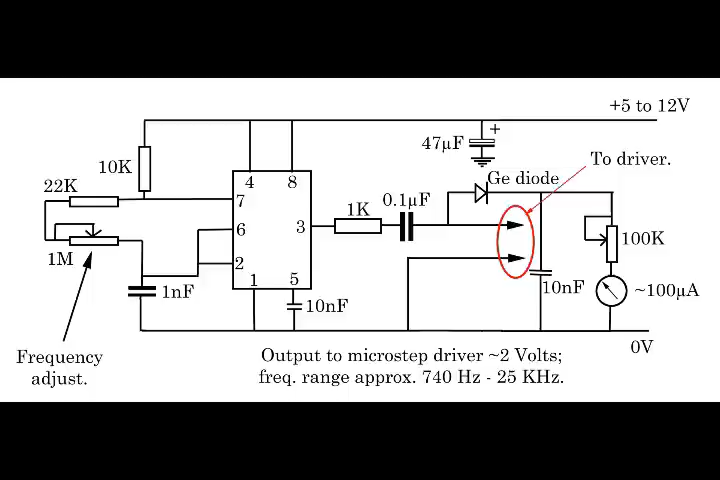 +5 to 12V
47µF
+
To driver.
10K
Ge diode
22K
4
8
7
0.1µF
1K
6
3
100K
1M
2
1
5
1nF
10nF
10nF
~100µA
0V
Frequency
adjust.
Output to microstep driver ~2 Volts;
freq. range approx. 740 Hz - 25 KHz.